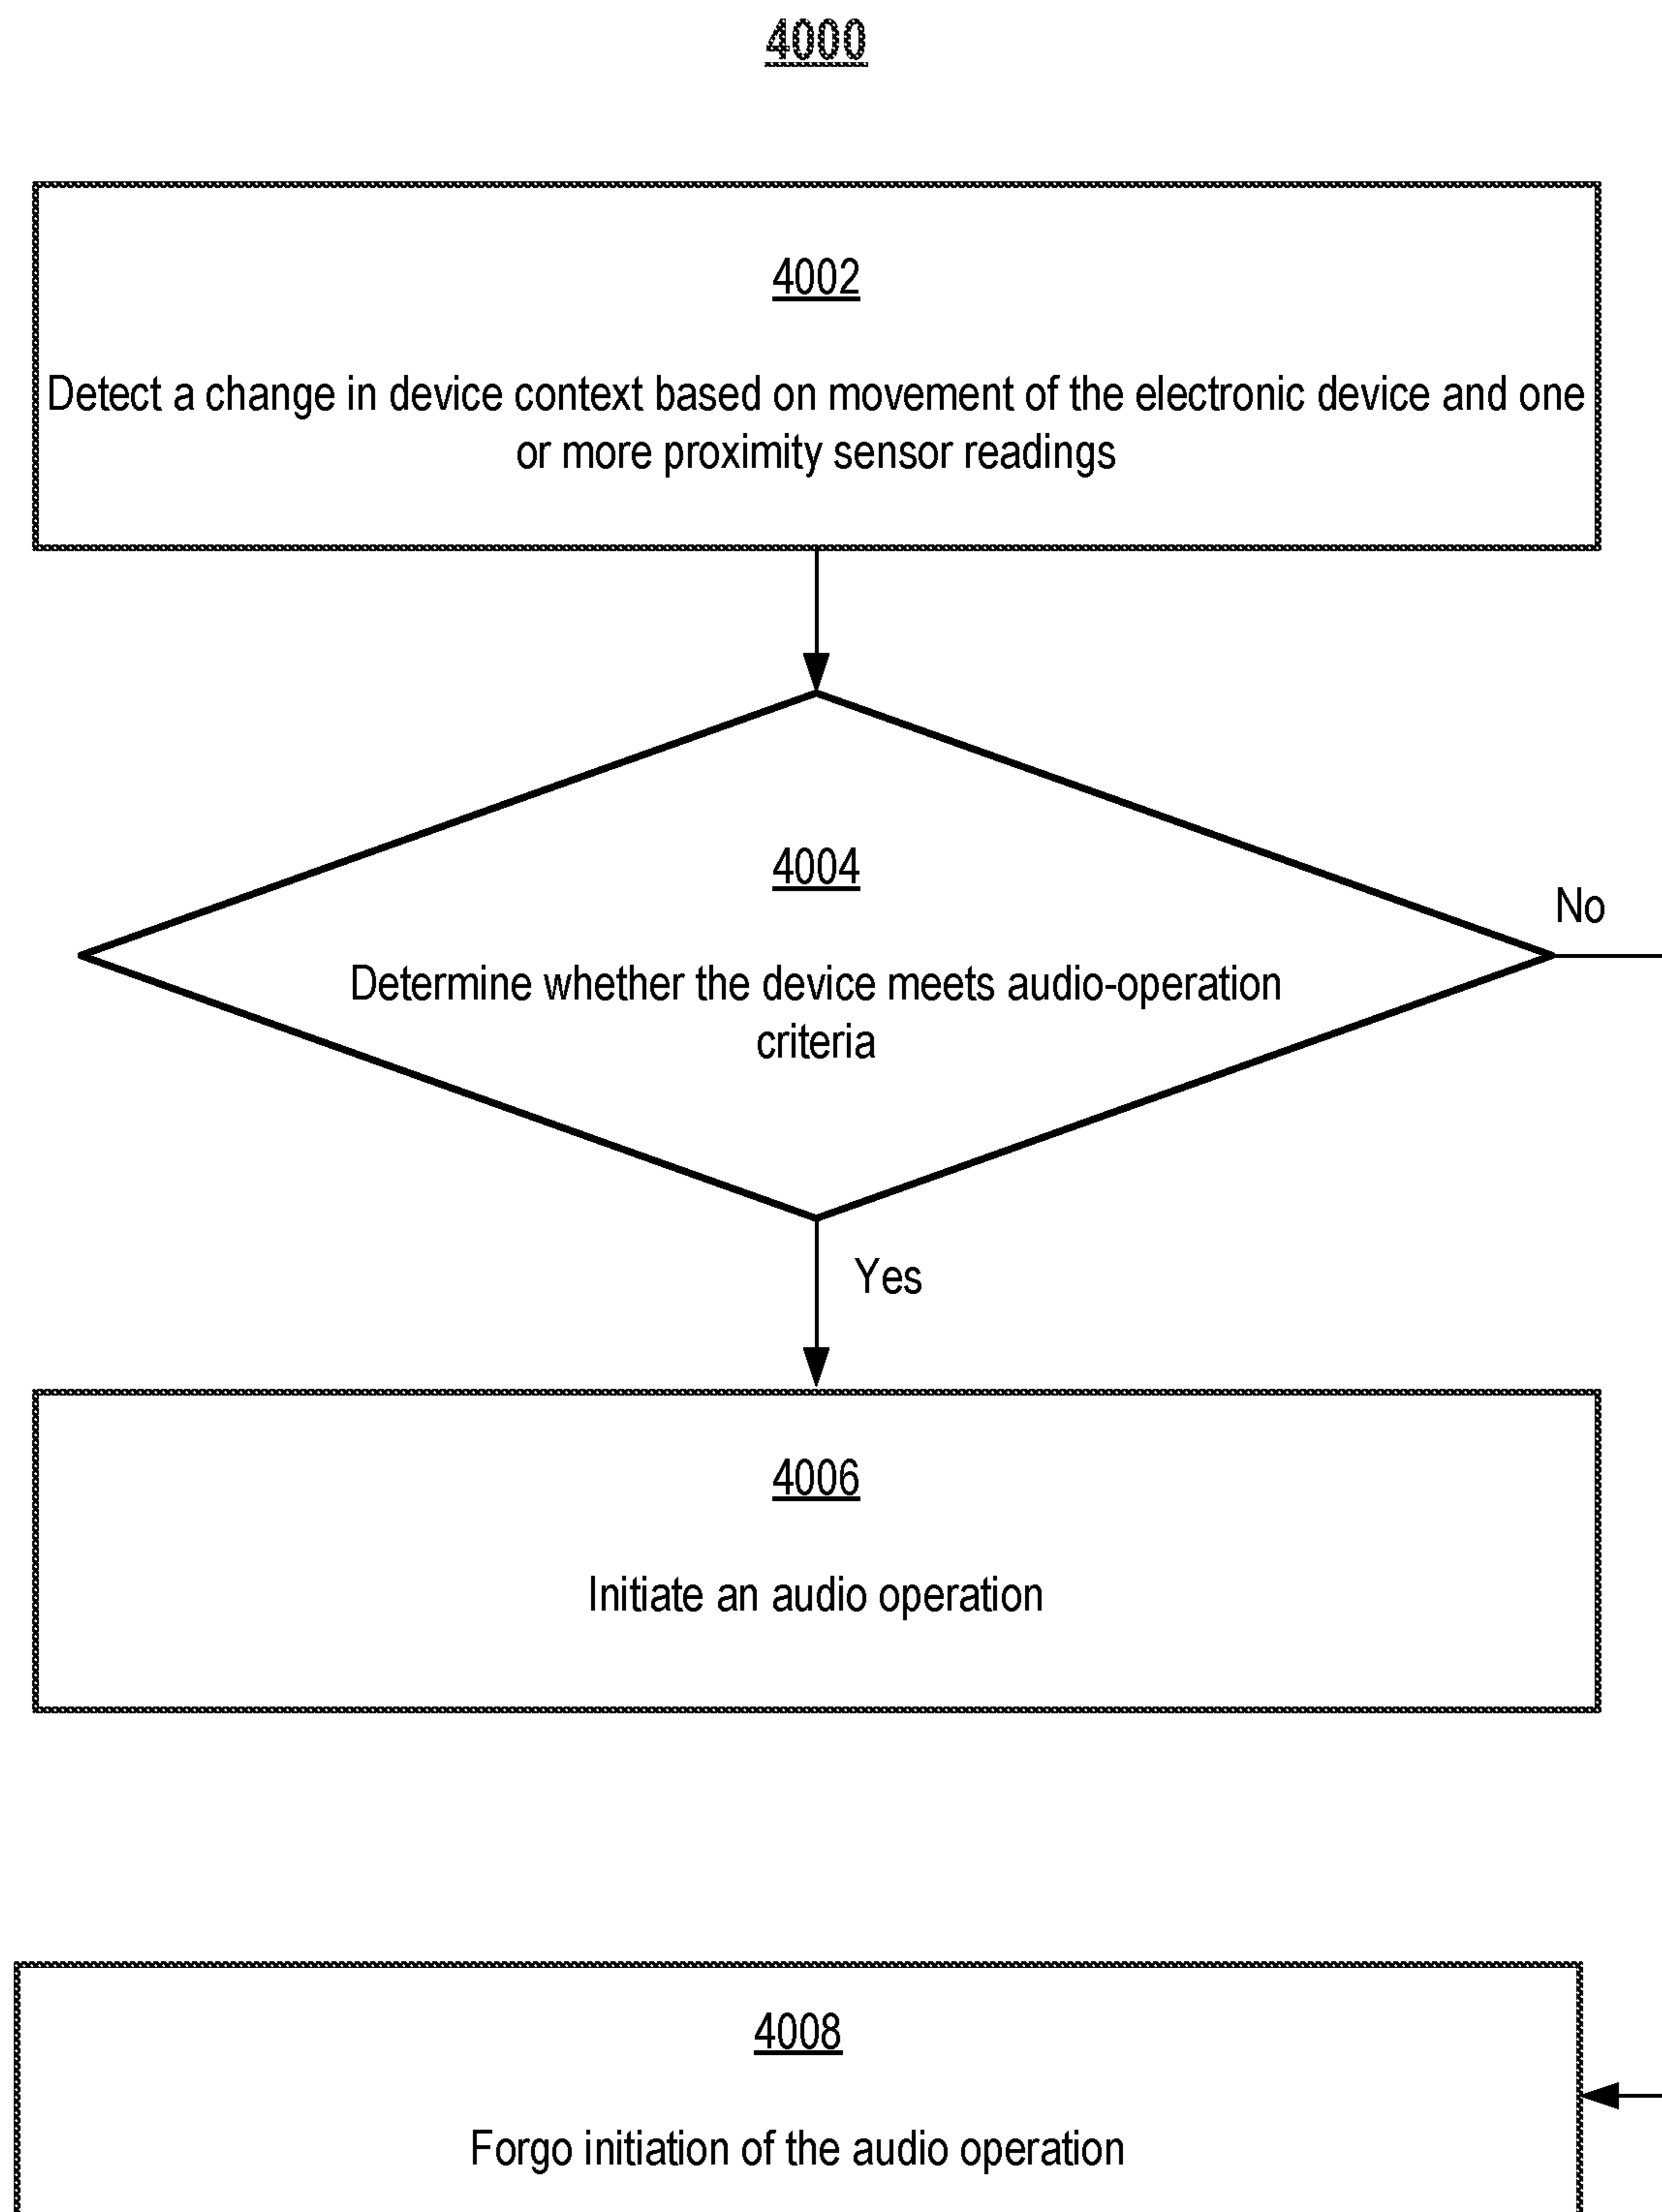 4000
4002
Detect a change in device context based on movement of the electronic device and one
or more proximity sensor readings
4004
Determine whether the device meets audio-operation
criteria
No
Yes
4006
Initiate an audio operation
4008
Forgo initiation of the audio operation